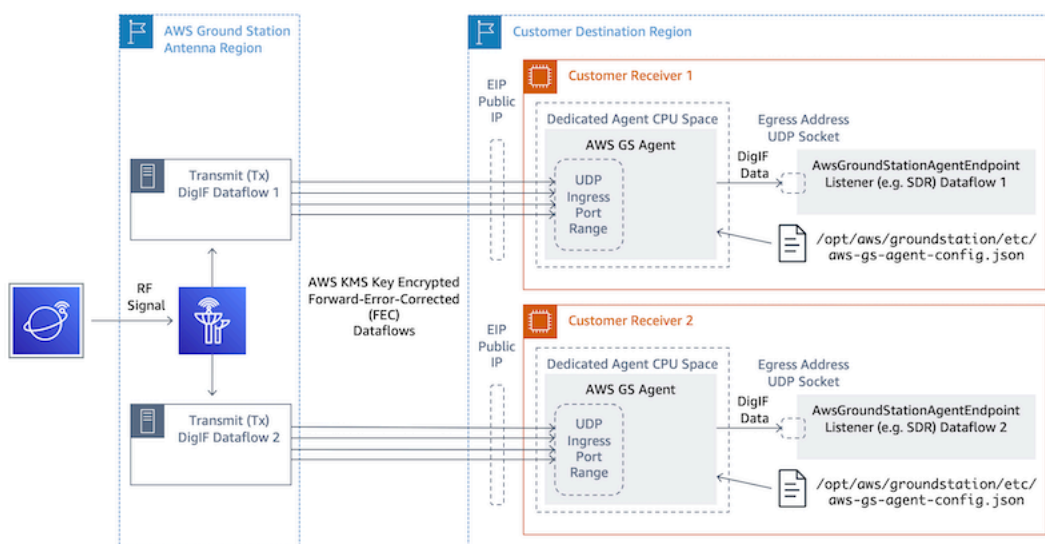 AWS Ground Station
Antenna Region
Customer Destination Region
EIP
Public
IP
Customer Receiver 1
Dedicated Agent CPU Space
AWS GS Agent
UDP
Ingress
Port
Range
DigIF
Data
Egress Address
UDP Socket
AwsGroundStationAgentEndpoint
Listener (e.g. SDR) Dataflow 1
/opt/aws/groundstation/etc/
aws-gs-agent-config.json
Transmit (Tx)
DigIF Dataflow 1
RF
Signal
AWS KMS Key Encrypted
Forward-Error-Corrected
(FEC)
Dataflows
EIP
Public
IP
Customer Receiver 2
Dedicated Agent CPU Space
AWS GS Agent
UDP
Ingress
Port
Range
DigIF
Data
Egress Address
UDP Socket
AwsGroundStationAgentEndpoint
Listener (e.g. SDR) Dataflow 2
/opt/aws/groundstation/etc/
aws-gs-agent-config.json
Transmit (Tx)
DigIF Dataflow 2